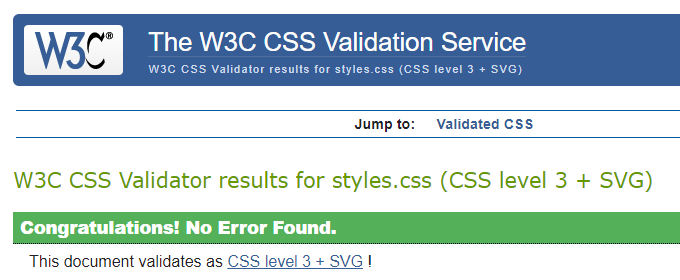 W3C®
The W3C CSS Validation Service
W3C CSS Validator results for styles.css (CSS level 3 + SVG)
Jump to: Validated CSS
W3C CSS Validator results for styles.css (CSS level 3 + SVG)
Congratulations! No Error Found.
This document validates as CSS level 3 + SVG !